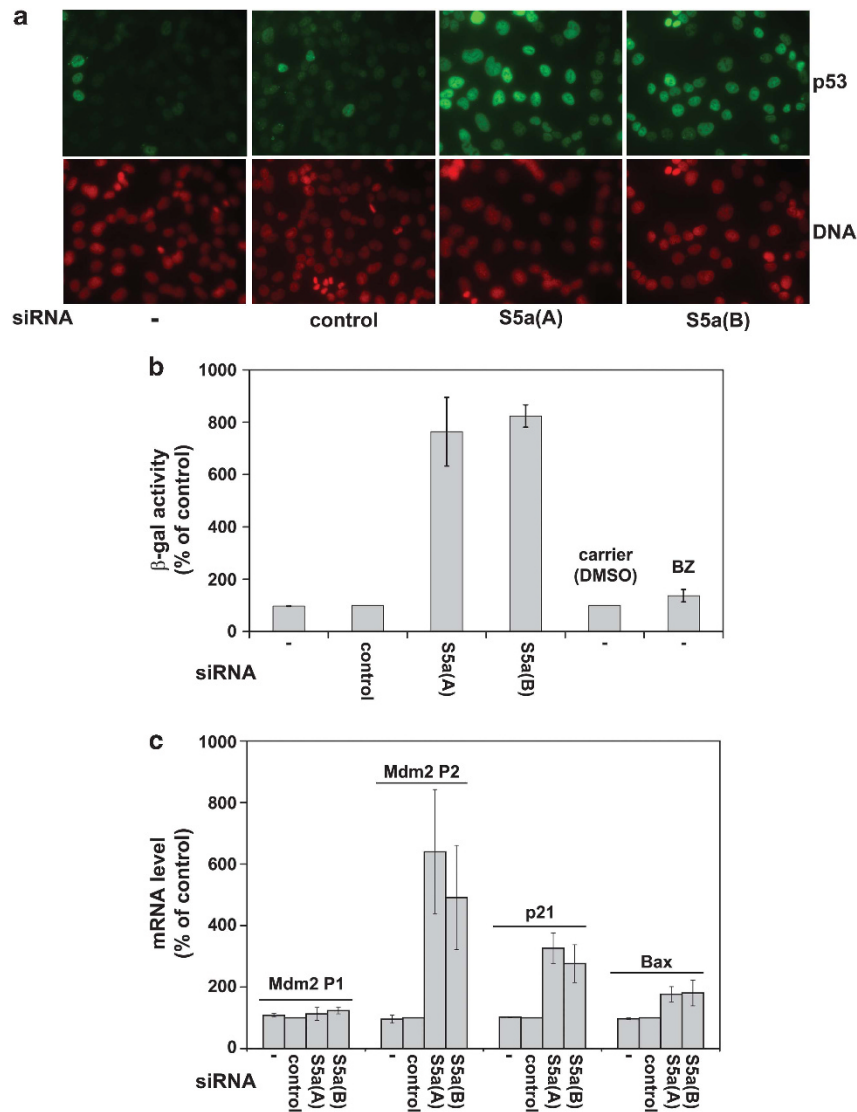 a
p53
DNA
siRNA - control S5a(A) S5a(B)
b
β-gal activity
(% of control)
1000
800
600
400
200
0
carrier
(DMSO)
BZ
siRNA
- control S5a(A) S5a(B) - -
c
mRNA level
(% of control)
1000
800
600
400
200
0
Mdm2 P1
Mdm2 P2
p21
Bax
siRNA
- control S5a(A) S5a(B) - control S5a(A) S5a(B) - control S5a(A) S5a(B) - control S5a(A) S5a(B)